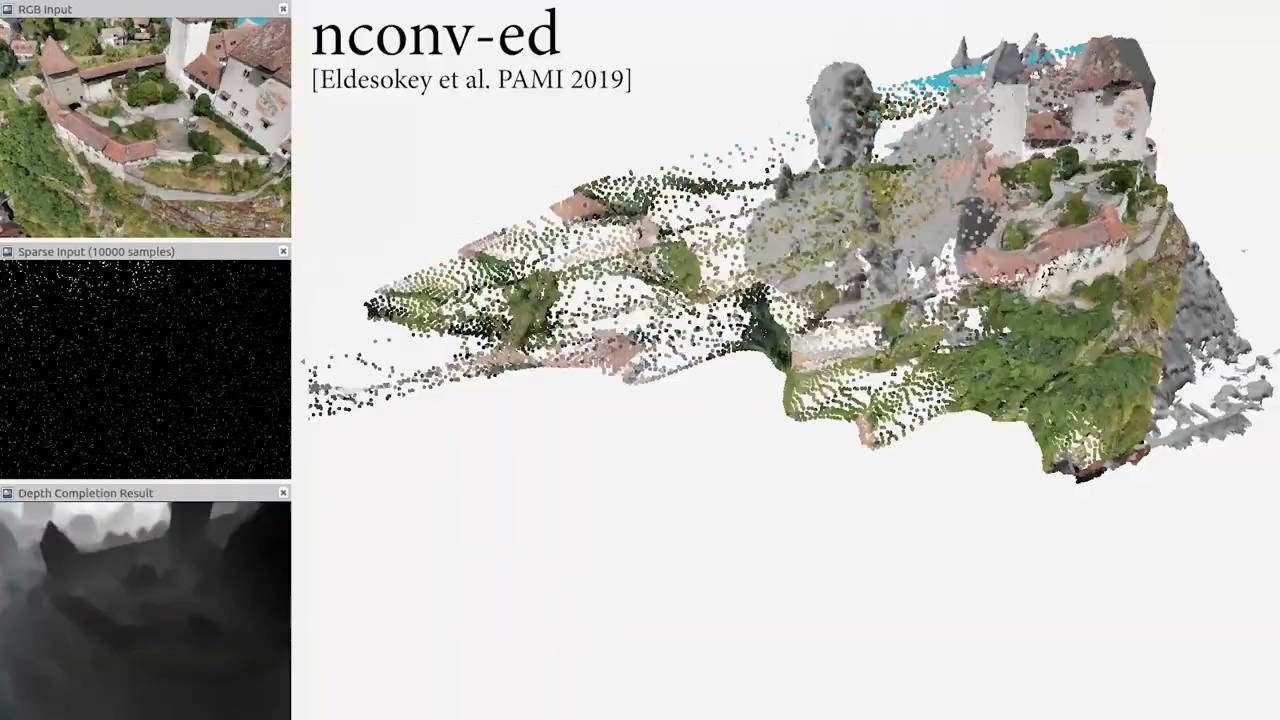 RGB Input
nconv-ed
[Eldesokey et al. PAMI 2019]
Sparse Input (10000 samples)
Depth Completion Result